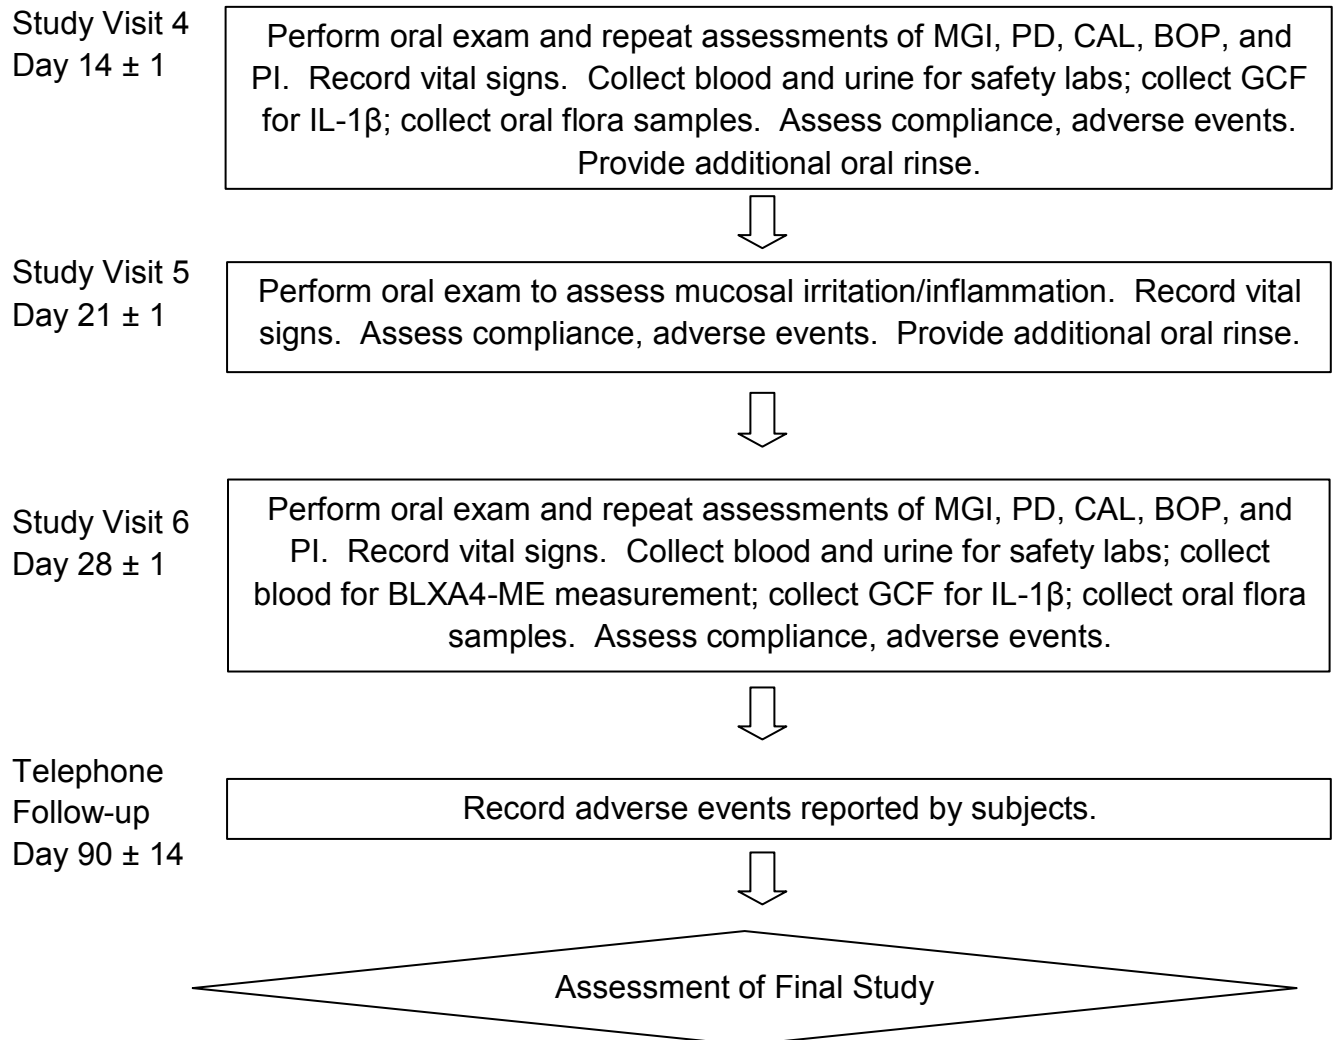 Study Visit 4
Day 14 ± 1
Perform oral exam and repeat assessments of MGI, PD, CAL, BOP, and
PI. Record vital signs. Collect blood and urine for safety labs; collect GCF
for IL-1β; collect oral flora samples. Assess compliance, adverse events.
Provide additional oral rinse.
Study Visit 5
Day 21 ± 1
Perform oral exam to assess mucosal irritation/inflammation. Record vital
signs. Assess compliance, adverse events. Provide additional oral rinse.
Study Visit 6
Day 28 ± 1
Perform oral exam and repeat assessments of MGI, PD, CAL, BOP, and
PI. Record vital signs. Collect blood and urine for safety labs; collect
blood for BLXA4-ME measurement; collect GCF for IL-1β; collect oral flora
samples. Assess compliance, adverse events.
Telephone
Follow-up
Day 90 ± 14
Record adverse events reported by subjects.
Assessment of Final Study